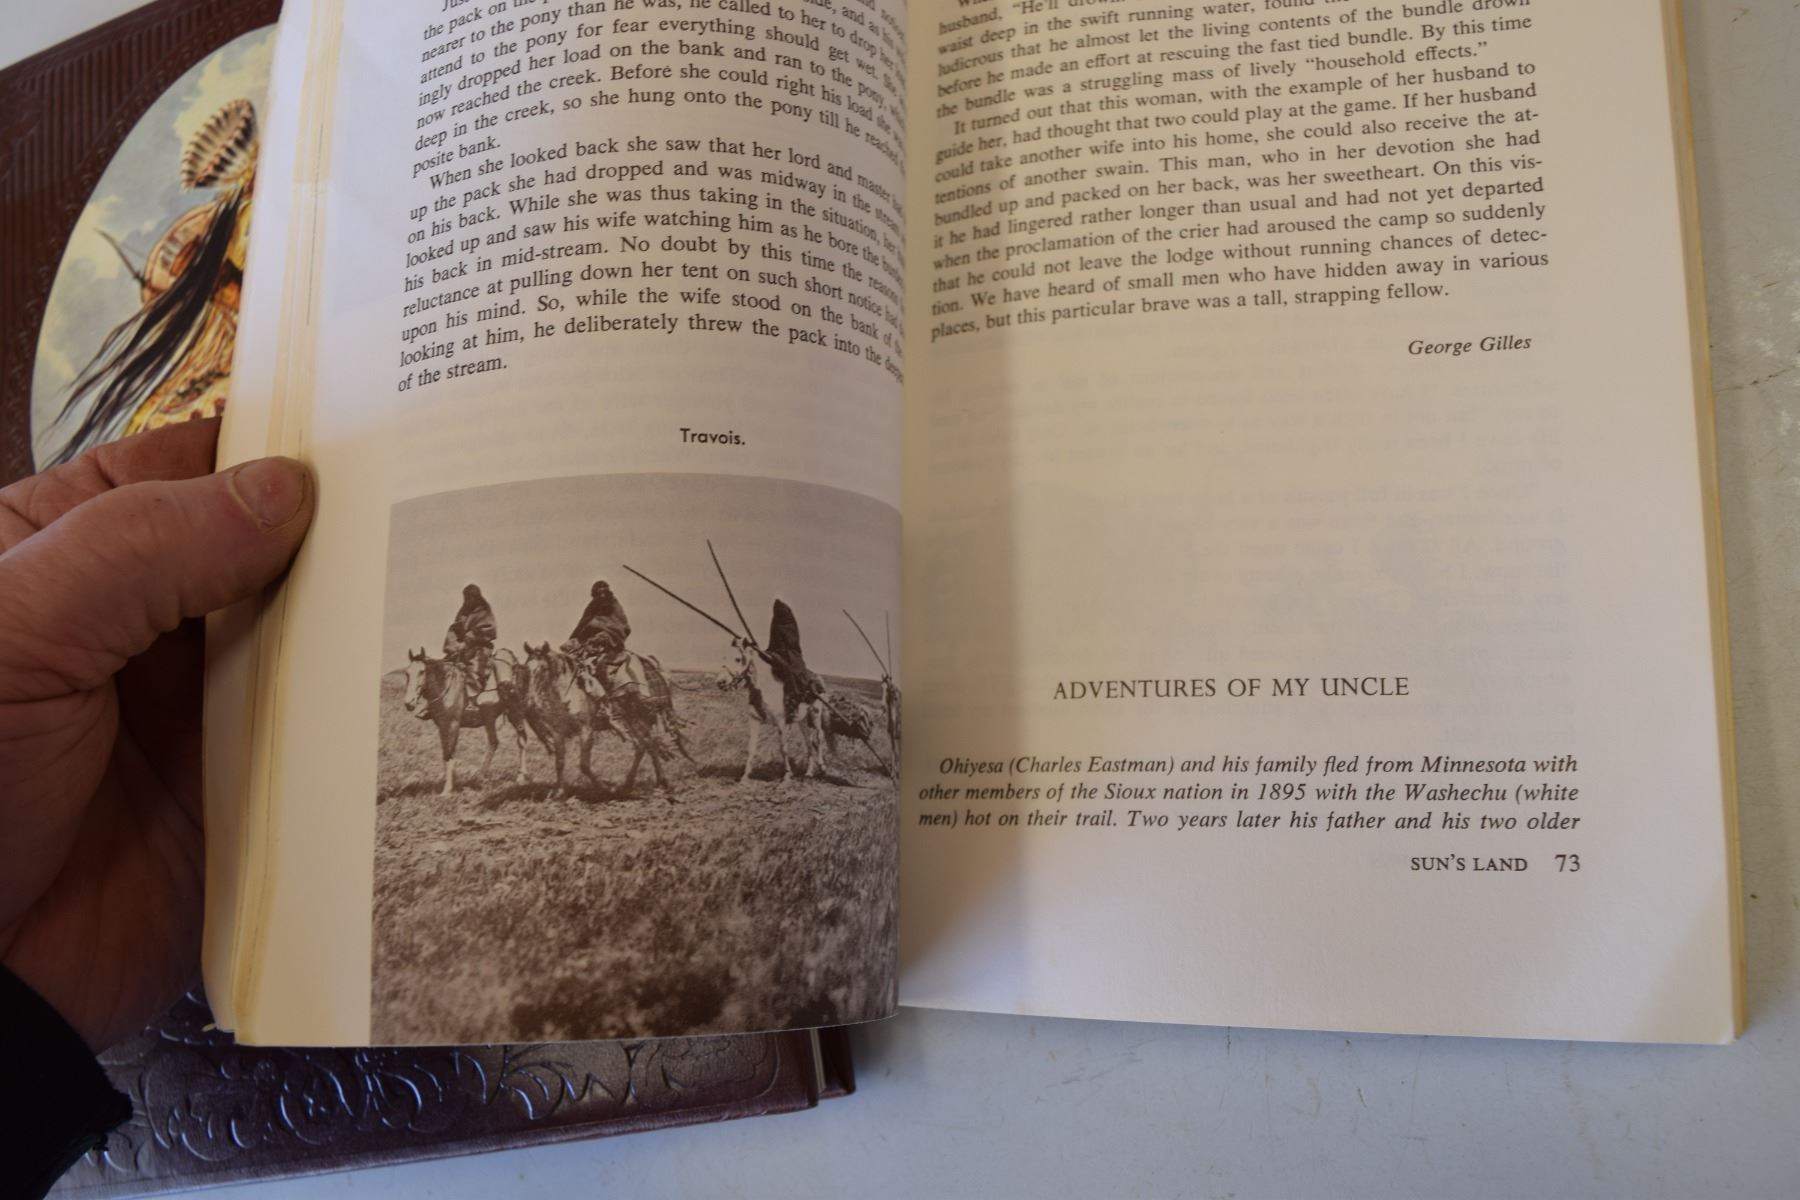 the pack on
nearer to the pony than he was, he called to her to drop her
attend to the pony for fear everything should get wet. She
ingly dropped her load on the bank and ran to the pony, which
now reached the creek. Before she could right his load she was
deep in the creek, so she hung onto the pony till he reached
posite bank.
When she looked back she saw that her lord and master had
up the pack she had dropped and was midway in the stream
on his back. While she was thus taking in the situation, her
looked up and saw his wife watching him as he bore the burden
his back in mid-stream. No doubt by this time the reasons
reluctance at pulling down her tent on such short notice had
upon his mind. So, while the wife stood on the bank of the
looking at him, he deliberately threw the pack into the deepest
of the stream.
Travois.
husband, "He'll
waist deep in the swift running water, found
ludicrous that he almost let the living contents of the bundle drown
before he made an effort at rescuing the fast tied bundle. By this time
the bundle was a struggling mass of lively "household effects."
It turned out that this woman, with the example of her husband to
guide her, had thought that two could play at the game. If her husband
could take another wife into his home, she could also receive the at-
tentions of another swain. This man, who in her devotion she had
bundled up and packed on her back, was her sweetheart. On this vis-
it he had lingered rather longer than usual and had not yet departed
when the proclamation of the crier had aroused the camp so suddenly
that he could not leave the lodge without running chances of detec-
tion. We have heard of small men who have hidden away in various
places, but this particular brave was a tall, strapping fellow.
George Gilles
ADVENTURES OF MY UNCLE
Ohiyesa (Charles Eastman) and his family fled from Minnesota with
other members of the Sioux nation in 1895 with the Washechu (white
men) hot on their trail. Two years later his father and his two older
SUN'S LAND 73